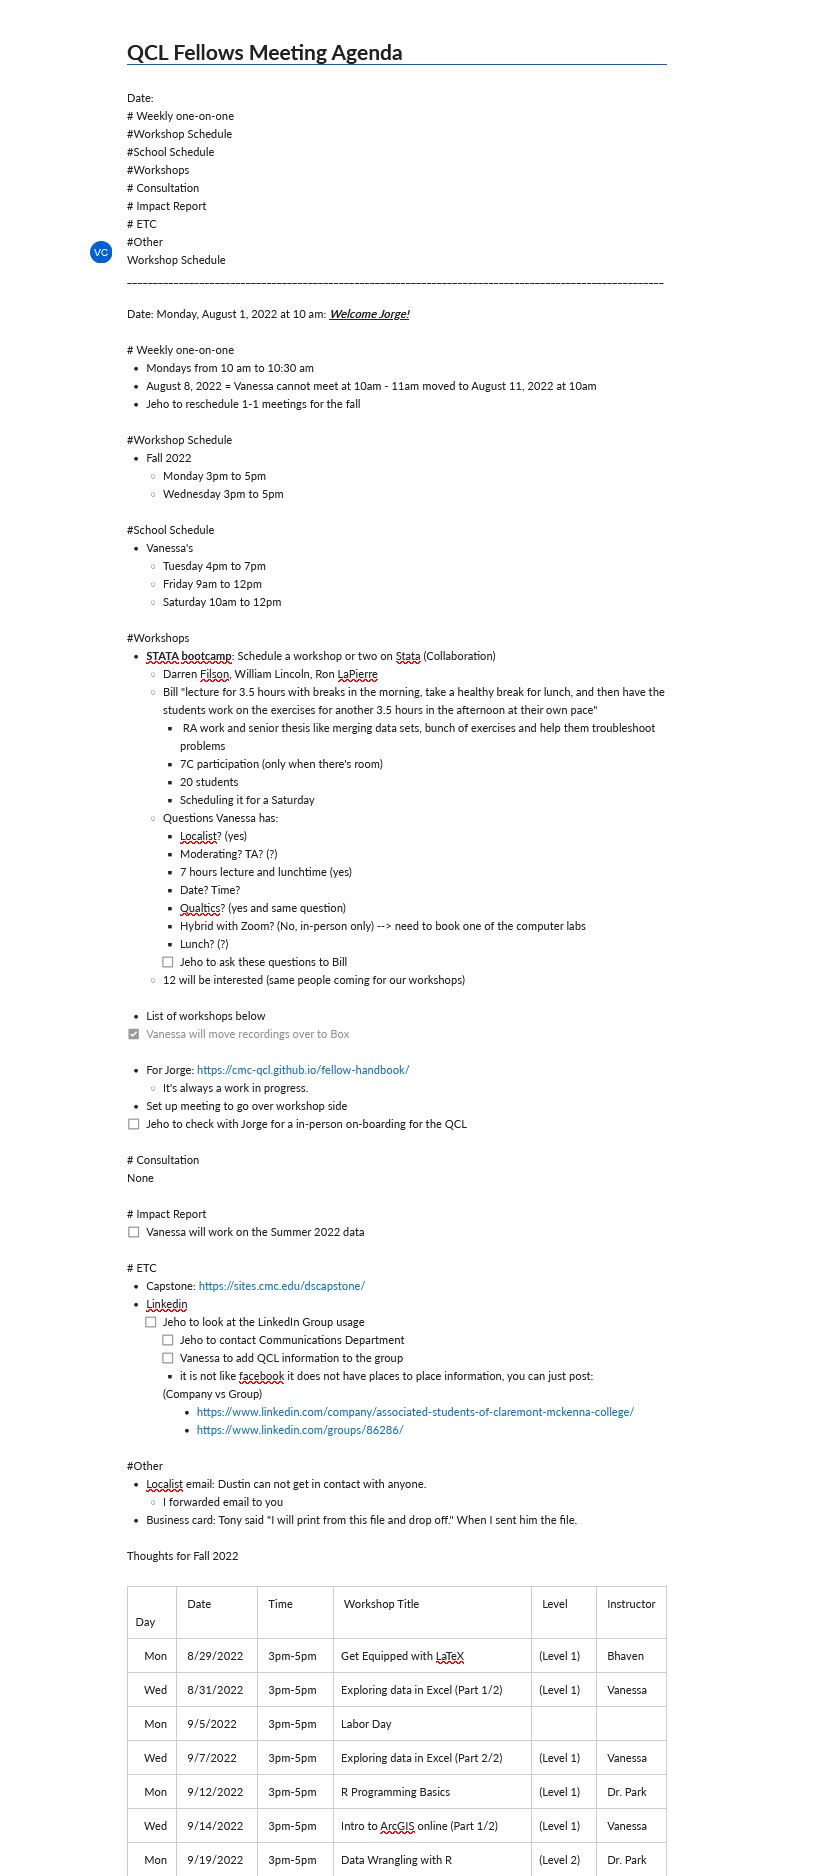 QCL Fellows Meeting Agenda
Date:
# Weekly one-on-one
#Workshop Schedule
#School Schedule
#Workshops
# Consultation
# Impact Report
# ETC
#Other
VC
Workshop Schedule
________________________________________________________________________________________________________
Date: Monday, August 1, 2022 at 10 am: Welcome Jorge!
# Weekly one-on-one
• Mondays from 10 am to 10:30 am
• August 8, 2022 = Vanessa cannot meet at 10am - 11am moved to August 11, 2022 at 10am
• Jeho to reschedule 1-1 meetings for the fall
#Workshop Schedule
• Fall 2022
○ Monday 3pm to 5pm
○ Wednesday 3pm to 5pm
#School Schedule
• Vanessa's
○ Tuesday 4pm to 7pm
○ Friday 9am to 12pm
○ Saturday 10am to 12pm
#Workshops
• STATA bootcamp: Schedule a workshop or two on Stata (Collaboration)
○ Darren Filson, William Lincoln, Ron LaPierre
○ Bill "lecture for 3.5 hours with breaks in the morning, take a healthy break for lunch, and then have the
students work on the exercises for another 3.5 hours in the afternoon at their own pace"
▪ RA work and senior thesis like merging data sets, bunch of exercises and help them troubleshoot
problems
▪ 7C participation (only when there's room)
▪ 20 students
▪ Scheduling it for a Saturday
○ Questions Vanessa has:
▪ Localist? (yes)
▪ Moderating? TA? (?)
▪ 7 hours lecture and lunchtime (yes)
▪ Date? Time?
▪ Qualtics? (yes and same question)
▪ Hybrid with Zoom? (No, in-person only) --> need to book one of the computer labs
▪ Lunch? (?)
☐ Jeho to ask these questions to Bill
○ 12 will be interested (same people coming for our workshops)
• List of workshops below
☑ Vanessa will move recordings over to Box
• For Jorge: https://cmc-qcl.github.io/fellow-handbook/
○ It's always a work in progress.
• Set up meeting to go over workshop side
☐ Jeho to check with Jorge for a in-person on-boarding for the QCL
# Consultation
None
# Impact Report
☐ Vanessa will work on the Summer 2022 data
# ETC
• Capstone: https://sites.cmc.edu/dscapstone/
• Linkedin
☐ Jeho to look at the LinkedIn Group usage
☐ Jeho to contact Communications Department
☐ Vanessa to add QCL information to the group
▪ it is not like facebook it does not have places to place information, you can just post:
(Company vs Group)
• https://www.linkedin.com/company/associated-students-of-claremont-mckenna-college/
• https://www.linkedin.com/groups/86286/
#Other
• Localist email: Dustin can not get in contact with anyone.
○ I forwarded email to you
• Business card: Tony said "I will print from this file and drop off." When I sent him the file.
Thoughts for Fall 2022
Day Date Time Workshop Title Level Instructor
Mon 8/29/2022 3pm-5pm Get Equipped with LaTeX (Level 1) Bhaven
Wed 8/31/2022 3pm-5pm Exploring data in Excel (Part 1/2) (Level 1) Vanessa
Mon 9/5/2022 3pm-5pm Labor Day
Wed 9/7/2022 3pm-5pm Exploring data in Excel (Part 2/2) (Level 1) Vanessa
Mon 9/12/2022 3pm-5pm R Programming Basics (Level 1) Dr. Park
Wed 9/14/2022 3pm-5pm Intro to ArcGIS online (Part 1/2) (Level 1) Vanessa
Mon 9/19/2022 3pm-5pm Data Wrangling with R (Level 2) Dr. Park